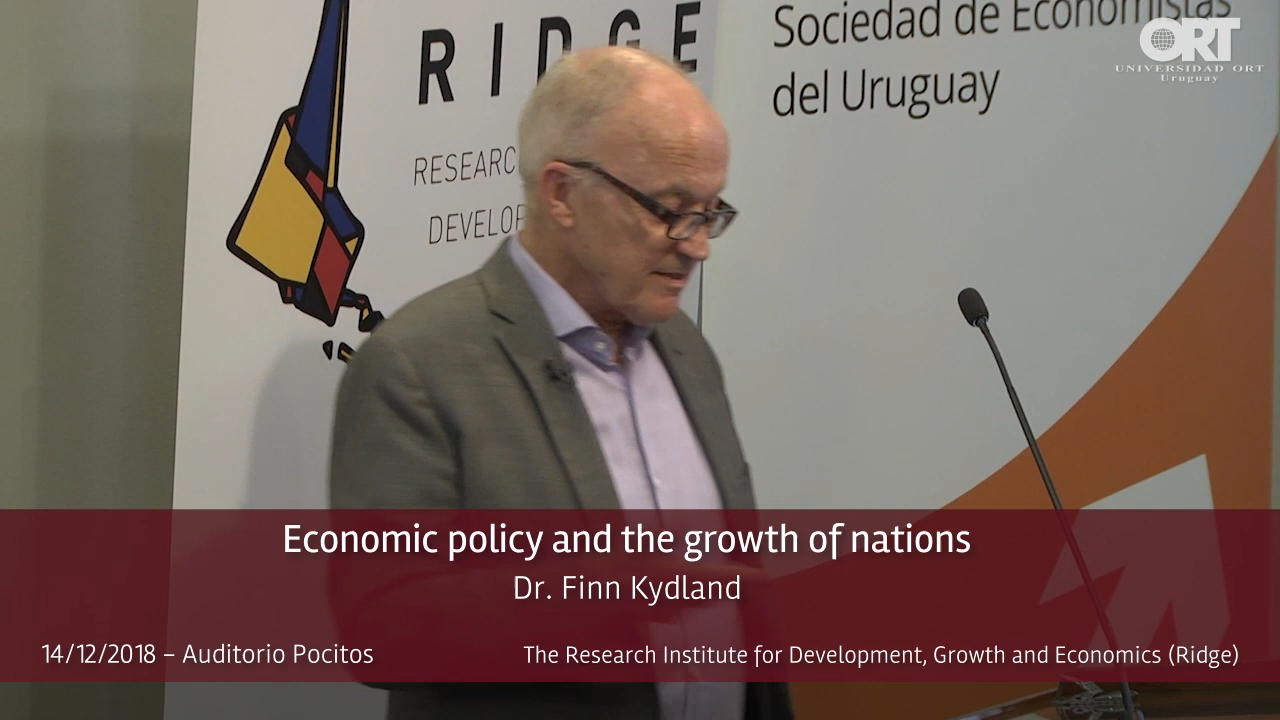 RIDGE
RESEARC
DEVELOP
Sociedad de Economistas
del Uruguay
ORT
UNIVERSIDAD ORT
Uruguay
Economic policy and the growth of nations
Dr. Finn Kydland
14/12/2018 – Auditorio Pocitos
The Research Institute for Development, Growth and Economics (Ridge)